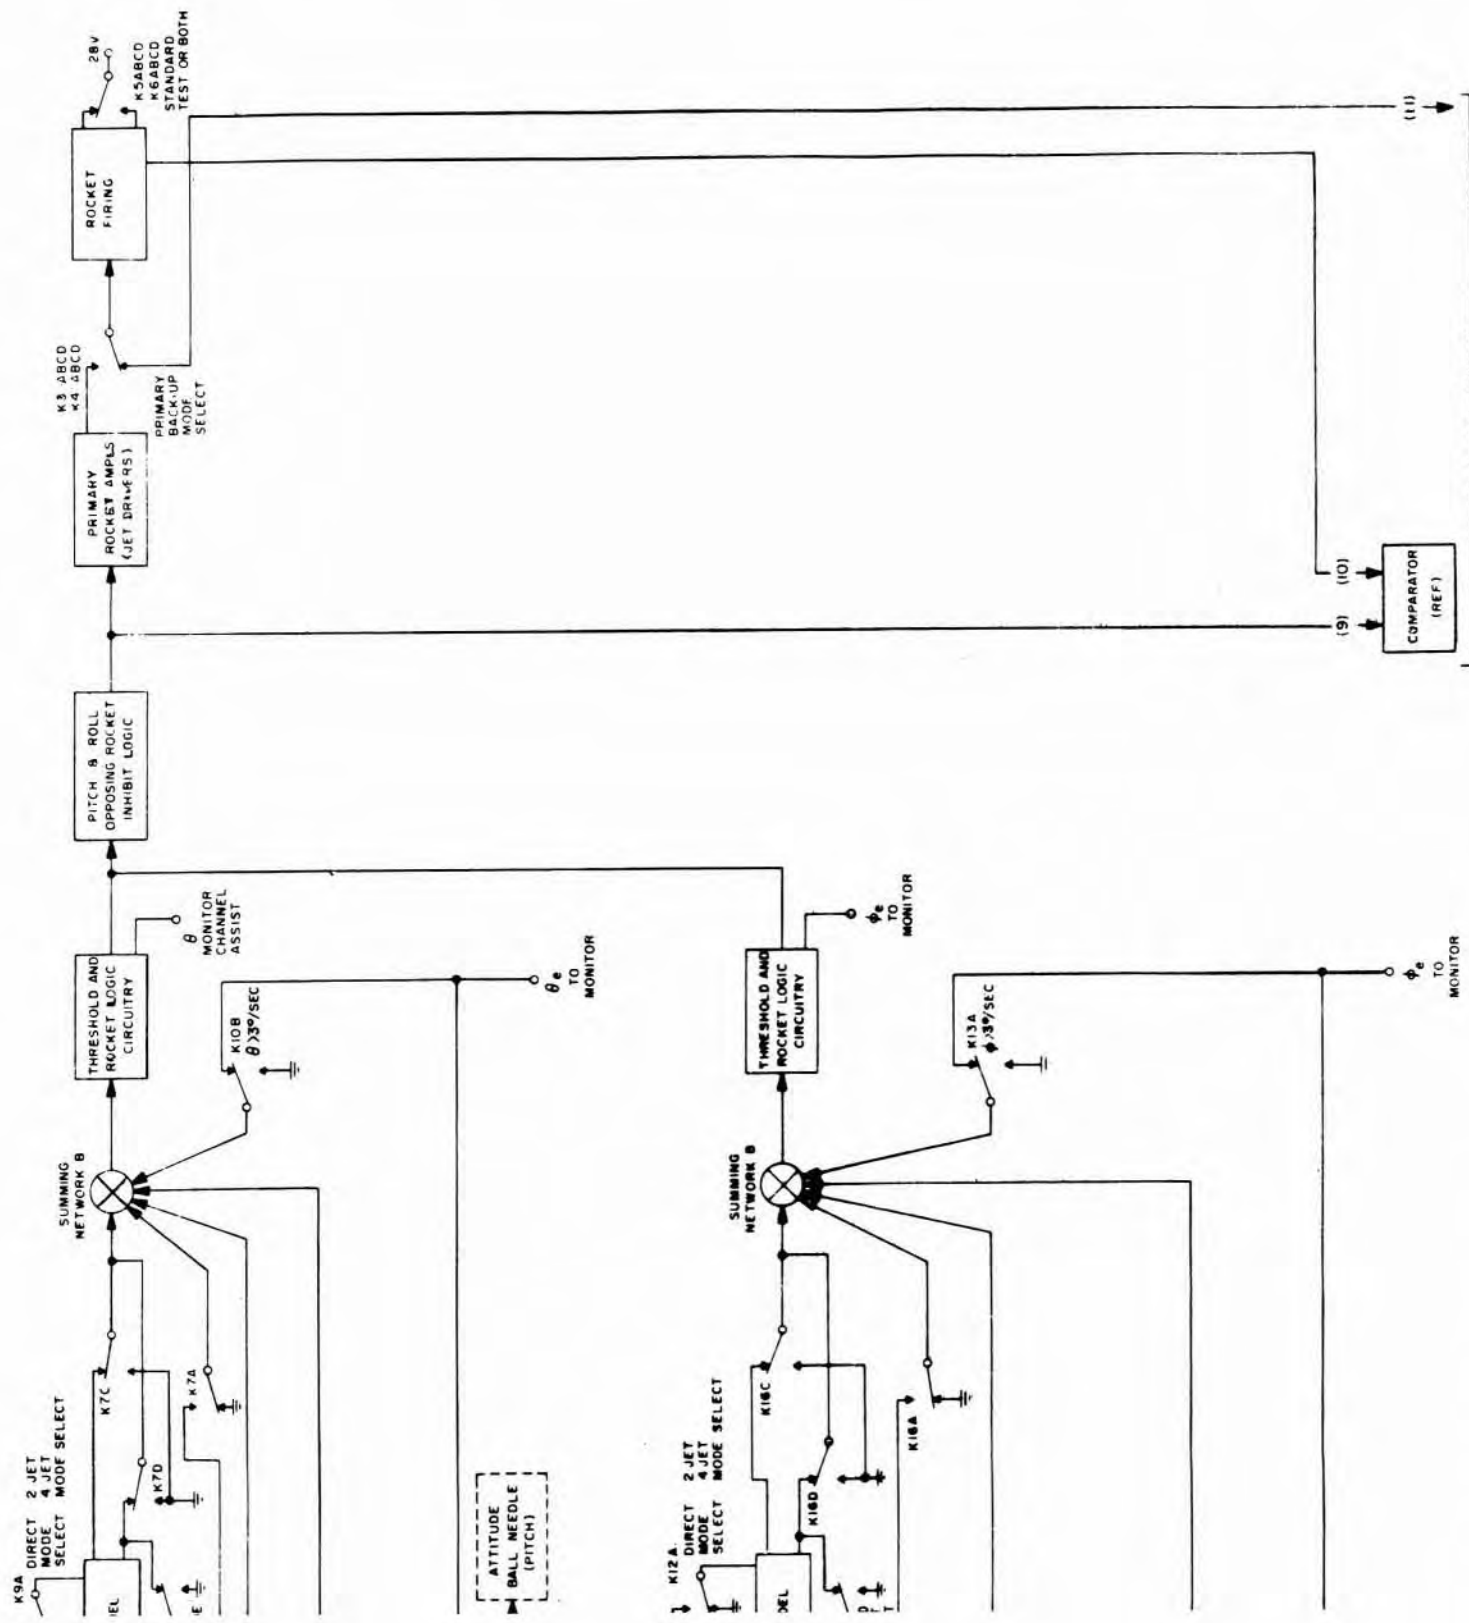 28V
K5ABCD
K6ABCD
STANDARD
TEST OR BOTH
ROCKET
FIRING
(11)
K3 ABCD
K4 ABCD
PRIMARY
BACK-UP
MODE
SELECT
PRIMARY
ROCKET AMPLS
(JET DRIVERS)
(10)
(9)
COMPARATOR
(REF)
PITCH & ROLL
OPPOSING ROCKET
INHIBIT LOGIC
θ
MONITOR
CHANNEL
ASSIST
THRESHOLD AND
ROCKET LOGIC
CIRCUITRY
K10B
θ>3°/SEC
θe
TO
MONITOR
SUMMING
NETWORK B
K7C
K7A
K7D
2 JET
4 JET
MODE SELECT
K9A
DIRECT
MODE
SELECT
DEL
E
ATTITUDE
BALL NEEDLE
(PITCH)
φe
TO
MONITOR
THRESHOLD AND
ROCKET LOGIC
CIRCUITRY
K13A
φ>3°/SEC
φe
TO
MONITOR
SUMMING
NETWORK B
K16C
K16A
K16D
2 JET
4 JET
MODE SELECT
K12A
DIRECT
MODE
SELECT
DEL